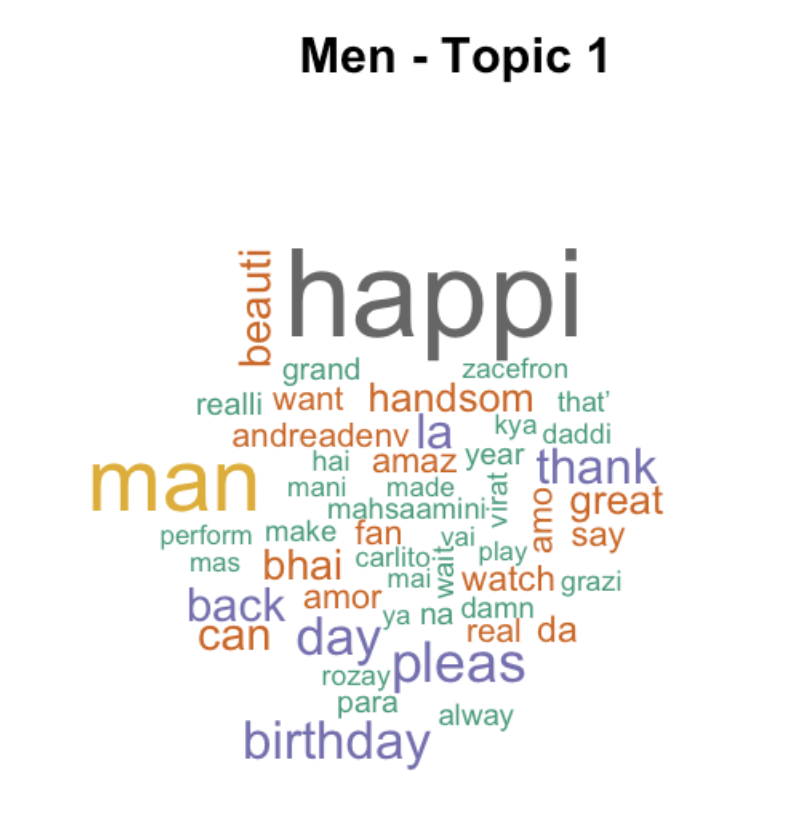 Men - Topic 1
beauti
happi
grand zacefron
realli want handsom that’
andreadenv la kya daddi
man hai amaz year thank
mani made virat
mahsaamini amo great
perform make fan vai say
mas bhai carlito wait play
mai watch grazi
back amor ya na damn
can day real da
pleas
rozay
para alway
birthday